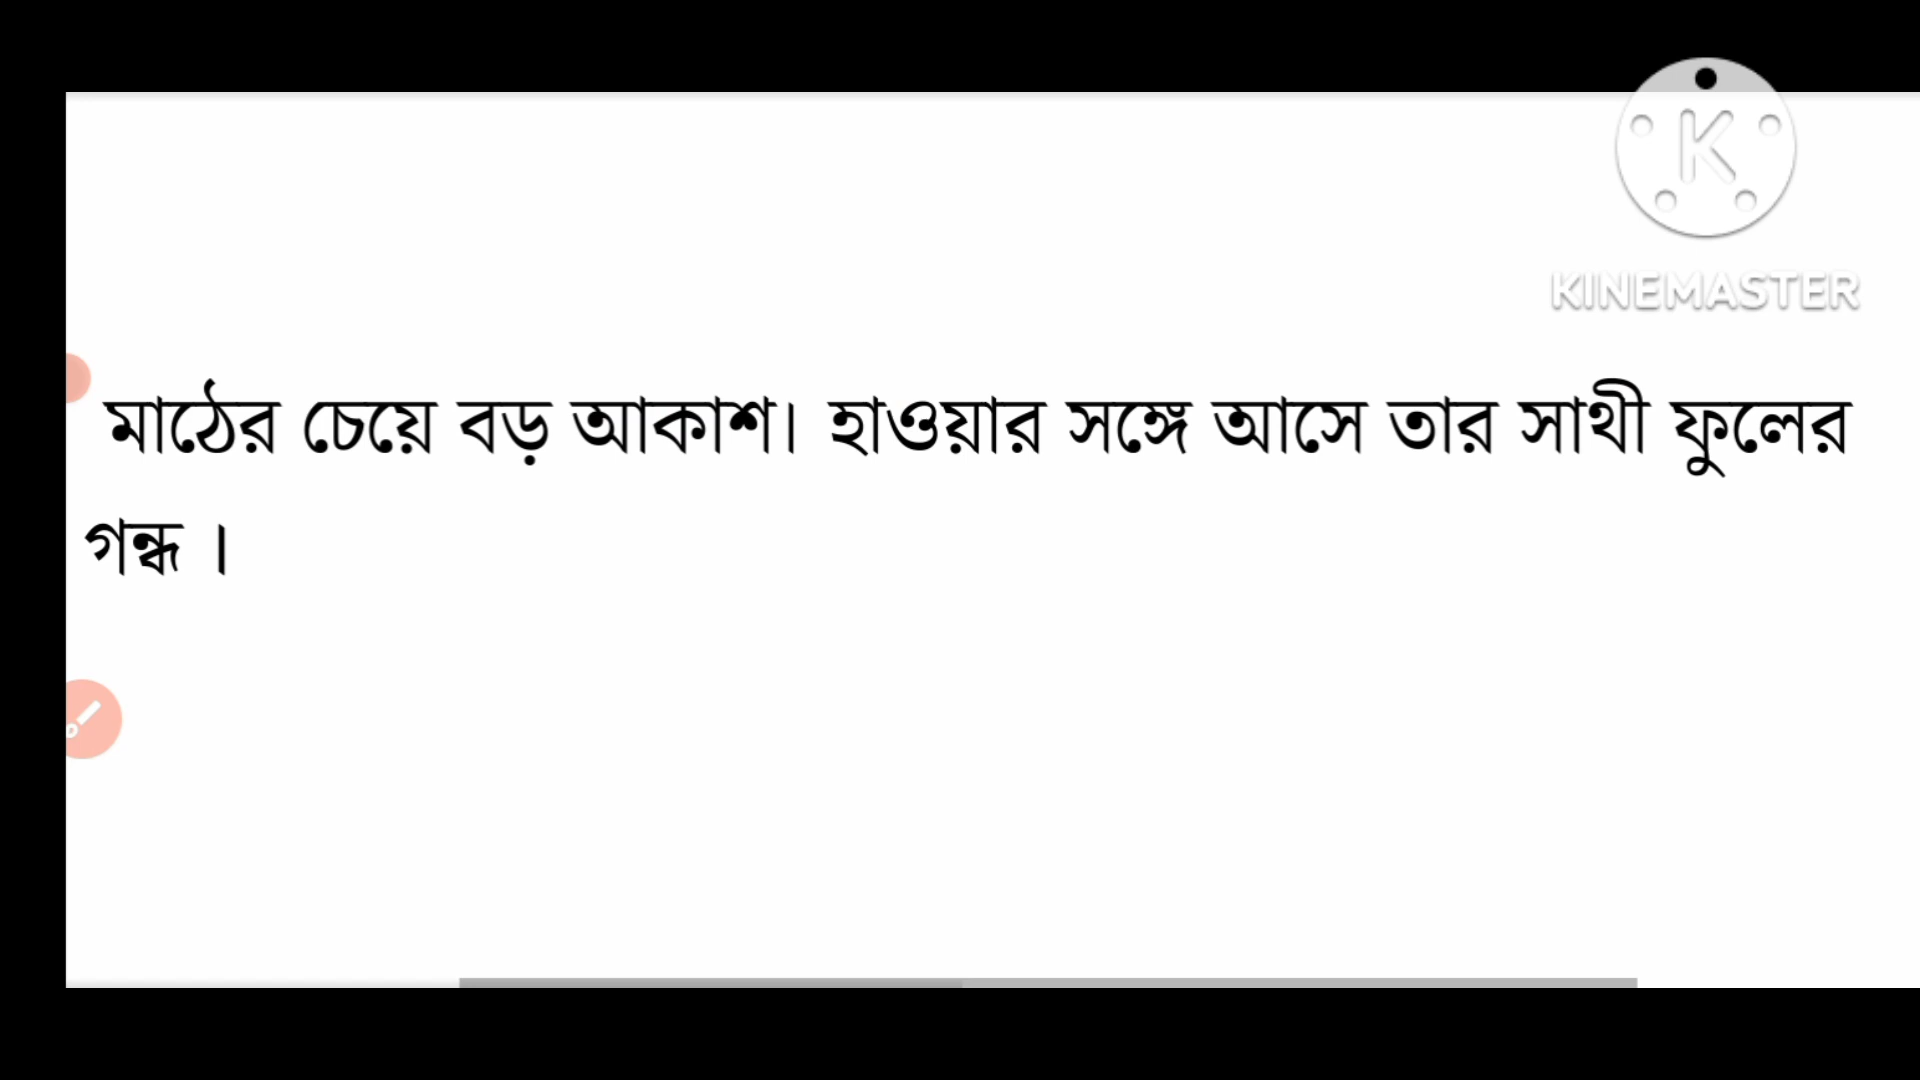 K
KINEMASTER
মাঠের চেয়ে বড় আকাশ। হাওয়ার সঙ্গে আসে তার সাথী ফুলের
গন্ধ ।